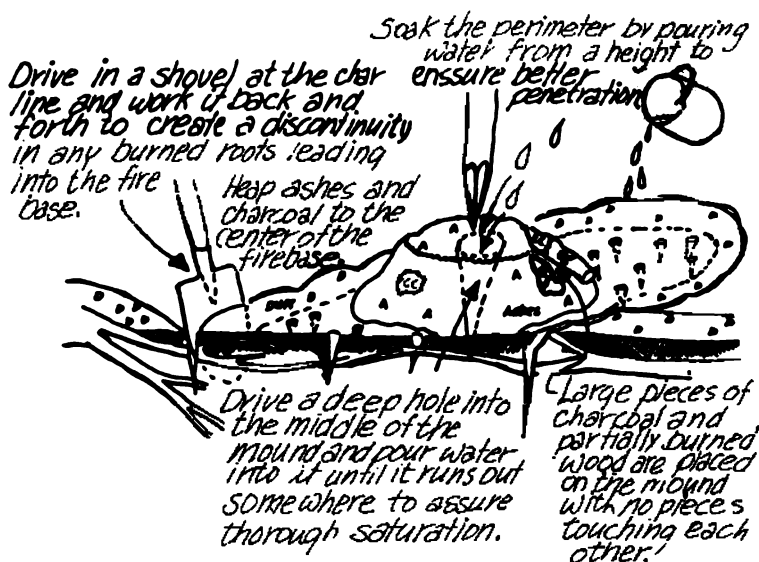 Soak the perimeter by pouring
water from a height to
enssure better
penetration
Drive in a shovel at the char
line and work it back and
forth to create a discontinuity
in any burned roots leading
into the fire
base.
Heap ashes and
charcoal to the
center of the
firebase.
CC
A
A
A
A
A
A
Duff
Ashes
Drive a deep hole into
the middle of the
mound and pour water
into it until it runs out
somewhere to assure
thorough saturation.
Large pieces of
charcoal and
partially burned
wood are placed
on the mound
with no pieces
touching each
other.